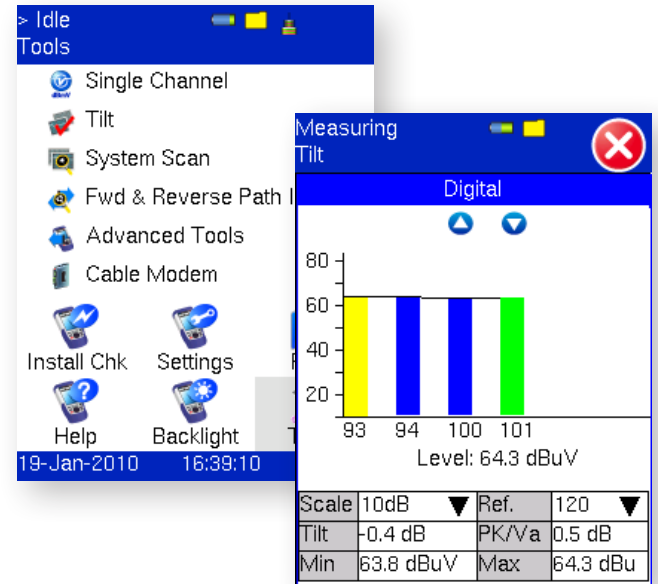 > Idle
Tools
Single Channel
Tilt
System Scan
Fwd & Reverse Path
Advanced Tools
Cable Modem
Install Chk Settings
Help Backlight
19-Jan-2010 16:39:10
Measuring
Tilt
Digital
80
60
40
20
93 94 100 101
Level: 64.3 dBuV
Scale 10dB Ref. 120
Tilt -0.4 dB PK/Va 0.5 dB
Min 63.8 dBuV Max 64.3 dBu